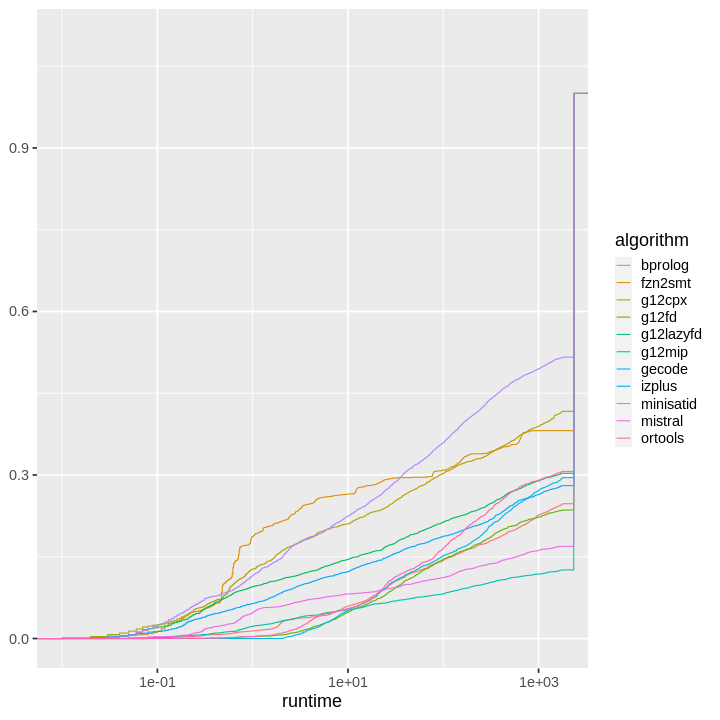 0.9
0.6
0.3
0.0
1e-01 1e+01 1e+03
runtime
algorithm
bprolog
fzn2smt
g12cpx
g12fd
g12lazyfd
g12mip
gecode
izplus
minisatid
mistral
ortools